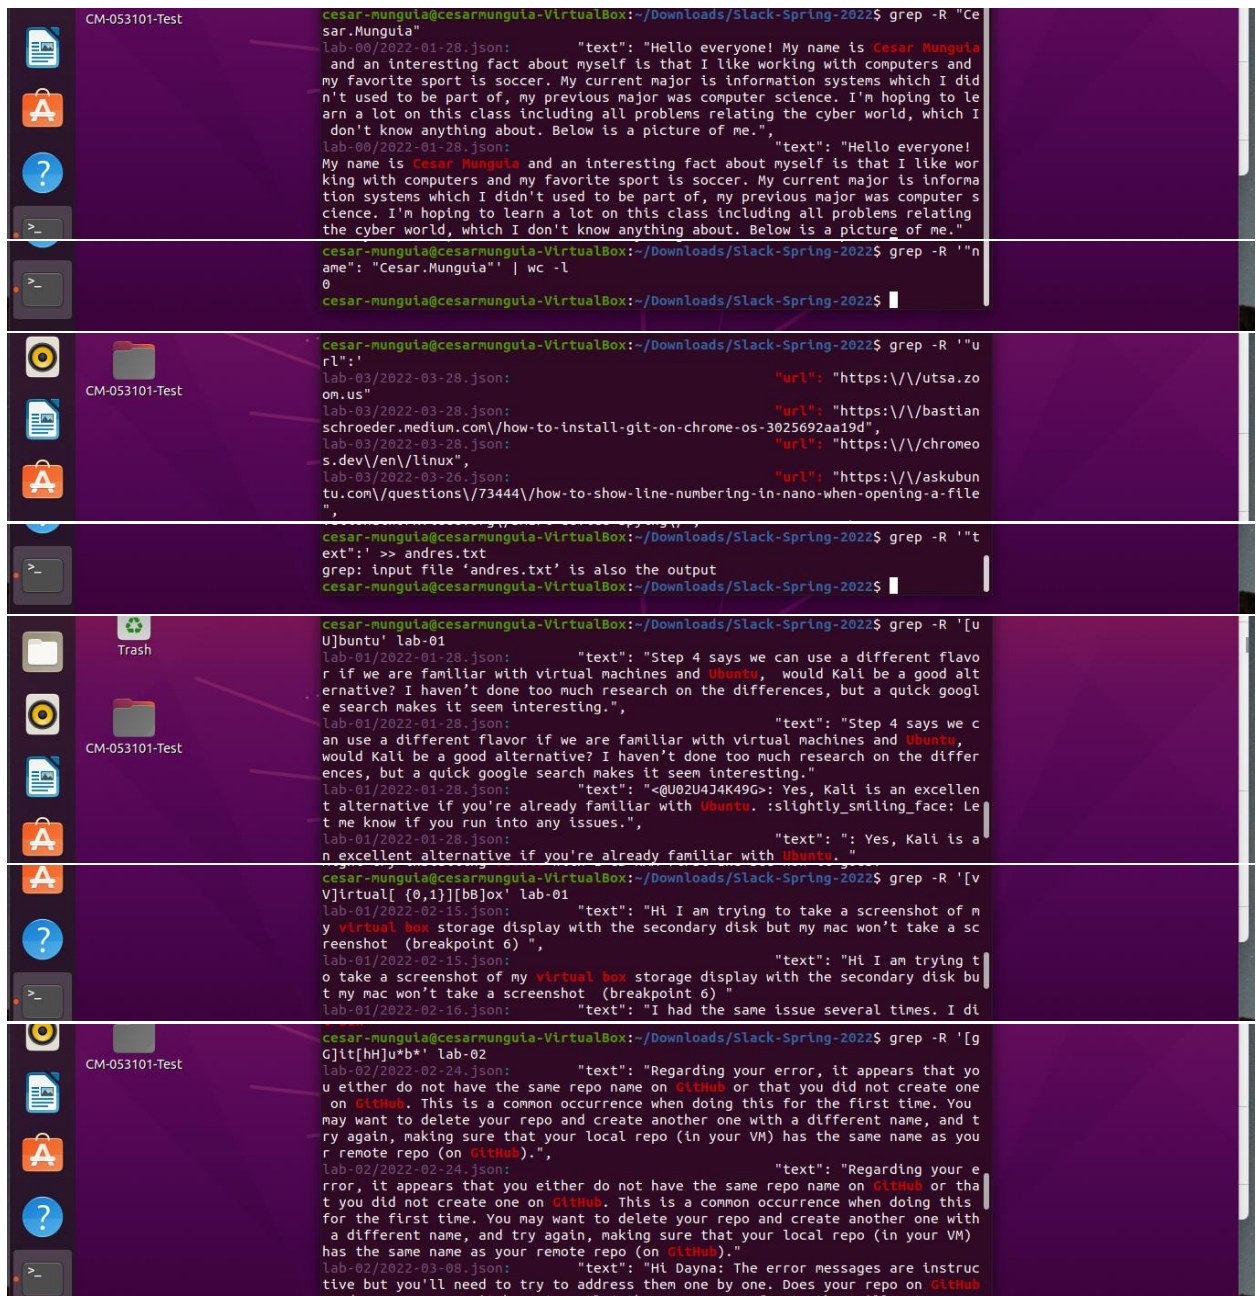 CM-053101-Test
cesar-munguia@cesarmunguia-VirtualBox:~/Downloads/Slack-Spring-2022$ grep -R "Ce
sar.Munguia"
lab-00/2022-01-28.json:        "text": "Hello everyone! My name is Cesar Munguia
 and an interesting fact about myself is that I like working with computers and
my favorite sport is soccer. My current major is information systems which I did
n't used to be part of, my previous major was computer science. I'm hoping to le
arn a lot on this class including all problems relating the cyber world, which I
 don't know anything about. Below is a picture of me.",
lab-00/2022-01-28.json:                                "text": "Hello everyone!
My name is Cesar Munguia and an interesting fact about myself is that I like wor
king with computers and my favorite sport is soccer. My current major is informa
tion systems which I didn't used to be part of, my previous major was computer s
cience. I'm hoping to learn a lot on this class including all problems relating
the cyber world, which I don't know anything about. Below is a picture of me."
cesar-munguia@cesarmunguia-VirtualBox:~/Downloads/Slack-Spring-2022$ grep -R '"n
ame": "Cesar.Munguia"' | wc -l
0
cesar-munguia@cesarmunguia-VirtualBox:~/Downloads/Slack-Spring-2022$
CM-053101-Test
cesar-munguia@cesarmunguia-VirtualBox:~/Downloads/Slack-Spring-2022$ grep -R '"u
rl":'
lab-03/2022-03-28.json:                                "url": "https:\/\/utsa.zo
om.us"
lab-03/2022-03-28.json:                                "url": "https:\/\/bastian
schroeder.medium.com\/how-to-install-git-on-chrome-os-3025692aa19d",
lab-03/2022-03-28.json:                                "url": "https:\/\/chromeo
s.dev\/en\/linux",
lab-03/2022-03-26.json:                                "url": "https:\/\/askubun
tu.com\/questions\/73444\/how-to-show-line-numbering-in-nano-when-opening-a-file
",
cesar-munguia@cesarmunguia-VirtualBox:~/Downloads/Slack-Spring-2022$ grep -R '"t
ext":' >> andres.txt
grep: input file ‘andres.txt’ is also the output
cesar-munguia@cesarmunguia-VirtualBox:~/Downloads/Slack-Spring-2022$
Trash
CM-053101-Test
cesar-munguia@cesarmunguia-VirtualBox:~/Downloads/Slack-Spring-2022$ grep -R '[u
U]buntu' lab-01
lab-01/2022-01-28.json:        "text": "Step 4 says we can use a different flavo
r if we are familiar with virtual machines and Ubuntu,  would Kali be a good alt
ernative? I haven’t done too much research on the differences, but a quick googl
e search makes it seem interesting.",
lab-01/2022-01-28.json:                                "text": "Step 4 says we c
an use a different flavor if we are familiar with virtual machines and Ubuntu,
would Kali be a good alternative? I haven’t done too much research on the differ
ences, but a quick google search makes it seem interesting."
lab-01/2022-01-28.json:        "text": "<@U02U4J4K49G>: Yes, Kali is an excellen
t alternative if you're already familiar with Ubuntu. :slightly_smiling_face: Le
t me know if you run into any issues.",
lab-01/2022-01-28.json:                                "text": ": Yes, Kali is a
n excellent alternative if you're already familiar with Ubuntu. "
cesar-munguia@cesarmunguia-VirtualBox:~/Downloads/Slack-Spring-2022$ grep -R '[v
V]irtual[ {0,1}][bB]ox' lab-01
lab-01/2022-02-15.json:        "text": "Hi I am trying to take a screenshot of m
y virtual box storage display with the secondary disk but my mac won’t take a sc
reenshot  (breakpoint 6) ",
lab-01/2022-02-15.json:                                "text": "Hi I am trying t
o take a screenshot of my virtual box storage display with the secondary disk bu
t my mac won’t take a screenshot  (breakpoint 6) "
lab-01/2022-02-16.json:        "text": "I had the same issue several times. I di
CM-053101-Test
cesar-munguia@cesarmunguia-VirtualBox:~/Downloads/Slack-Spring-2022$ grep -R '[g
G]it[hH]u*b*' lab-02
lab-02/2022-02-24.json:        "text": "Regarding your error, it appears that yo
u either do not have the same repo name on GitHub or that you did not create one
 on GitHub. This is a common occurrence when doing this for the first time. You
may want to delete your repo and create another one with a different name, and t
ry again, making sure that your local repo (in your VM) has the same name as you
r remote repo (on GitHub).",
lab-02/2022-02-24.json:                                "text": "Regarding your e
rror, it appears that you either do not have the same repo name on GitHub or tha
t you did not create one on GitHub. This is a common occurrence when doing this
for the first time. You may want to delete your repo and create another one with
 a different name, and try again, making sure that your local repo (in your VM)
has the same name as your remote repo (on GitHub)."
lab-02/2022-03-08.json:        "text": "Hi Dayna: The error messages are instruc
tive but you'll need to try to address them one by one. Does your repo on GitHub